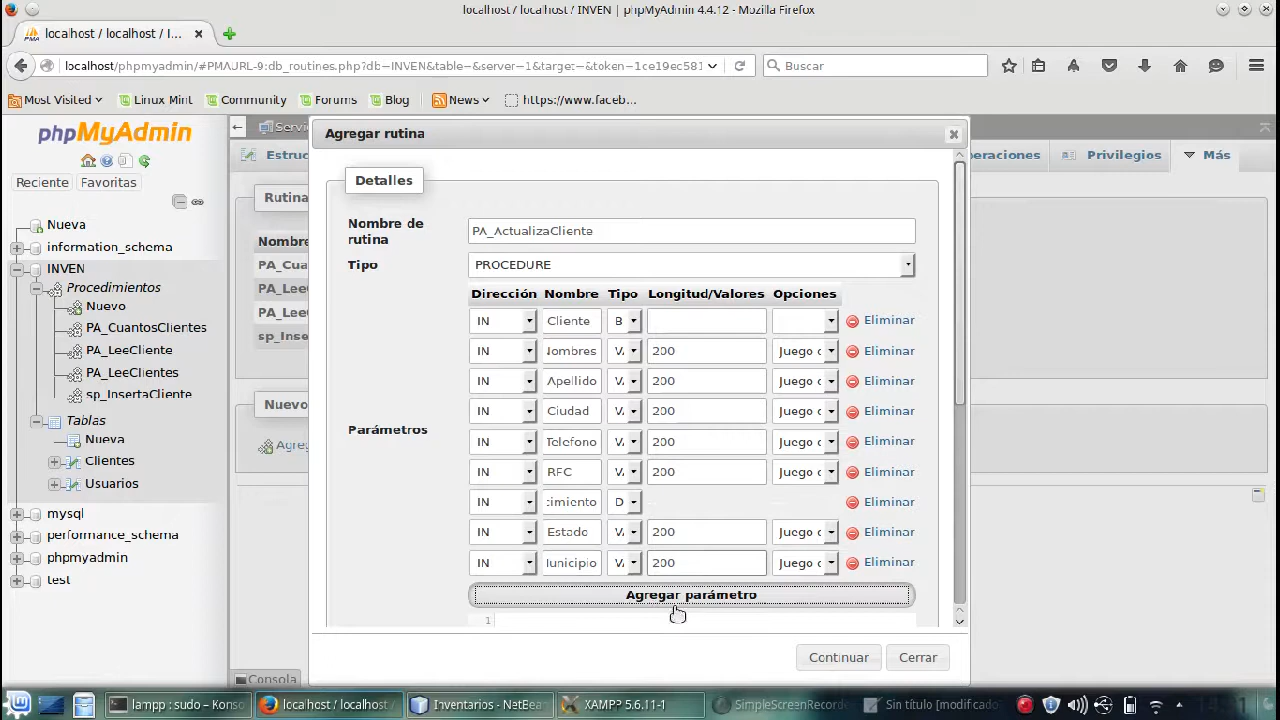 localhost / localhost / INVEN | phpMyAdmin 4.4.12 - Mozilla Firefox
localhost / localhost / I...
localhost/phpmyadmin/#PMAURL-9:db_routines.php?db=INVEN&table=&server=1&target=&token=1ce19ec581
Buscar
Most Visited
Linux Mint
Community
Forums
Blog
News
https://www.faceb...
phpMyAdmin
Reciente
Favoritas
Nueva
information_schema
INVEN
Procedimientos
Nuevo
PA_CuantosClientes
PA_LeeCliente
PA_LeeClientes
sp_InsertaCliente
Tablas
Nueva
Clientes
Usuarios
mysql
performance_schema
phpmyadmin
test
Servi
Estruc
eraciones
Privilegios
Más
Rutina
Nombre
PA_Cua
PA_Lee
PA_Lee
sp_Inse
Nuevo
Agreg
Consola
Agregar rutina
Detalles
Nombre de
rutina
PA_ActualizaCliente
Tipo
PROCEDURE
Dirección Nombre Tipo Longitud/Valores Opciones
Parámetros
IN Cliente B Eliminar
IN Nombres V 200 Juego c Eliminar
IN Apellido V 200 Juego c Eliminar
IN Ciudad V 200 Juego c Eliminar
IN Telefono V 200 Juego c Eliminar
IN RFC V 200 Juego c Eliminar
IN cimiento D Eliminar
IN Estado V 200 Juego c Eliminar
IN Municipio V 200 Juego c Eliminar
Agregar parámetro
1
Continuar
Cerrar
lampp : sudo – Konso
localhost / localhost /
Inventarios - NetBean
XAMPP 5.6.11-1
SimpleScreenRecorde
Sin título [modificado